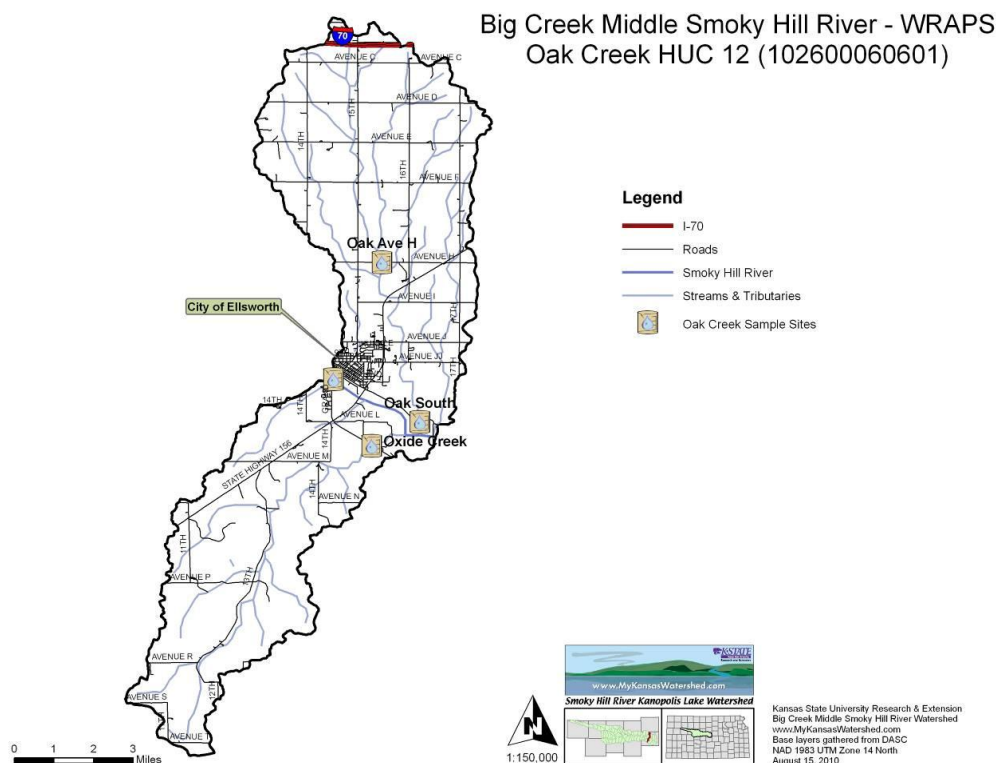 Big Creek Middle Smoky Hill River - WRAPS
Oak Creek HUC 12 (102600060601)
70
AVENUE C
AVENUE C
15TH
AVENUE D
14TH
AVENUE E
16TH
AVENUE F
Oak Ave H
AVENUE H
AVENUE I
17TH
City of Ellsworth
AVENUE J
AVENUE JJ
17TH
14TH
14TH
Oak South
AVENUE L
14TH
Oxide Creek
STATE HIGHWAY 156
AVENUE M
14TH
AVENUE N
11TH
13TH
AVENUE P
AVENUE R
12TH
AVENUE S
AVENUE T
Legend
I-70
Roads
Smoky Hill River
Streams & Tributaries
Oak Creek Sample Sites
K-STATE
www.MyKansasWatershed.com
Smoky Hill River Kanopolis Lake Watershed
N
1:150,000
Kansas State University Research & Extension
Big Creek Middle Smoky Hill River Watershed
www.MyKansasWatershed.com
Base layers gathered from DASC
NAD 1983 UTM Zone 14 North
August 15, 2010
0 1 2 3
Miles